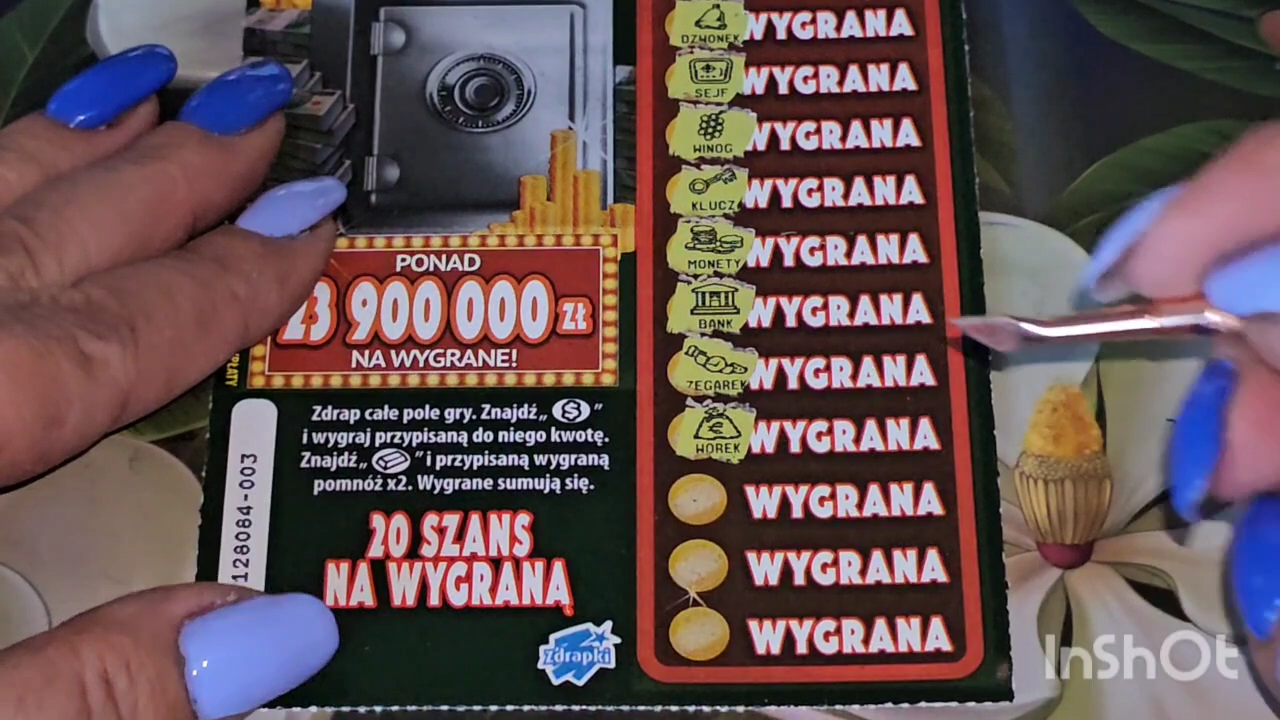 PONAD
23 900 000 zł
NA WYGRANE!
Zdrap całe pole gry. Znajdź „ $ ”
i wygraj przypisaną do niego kwotę.
Znajdź „ ” i przypisaną wygraną
pomnóż x2. Wygrane sumują się.
20 SZANS
NA WYGRANĄ
128084-003
Zdrapki
DZWONEK WYGRANA
SEJF WYGRANA
WINOG WYGRANA
KLUCZ WYGRANA
MONETY WYGRANA
BANK WYGRANA
ZEGAREK WYGRANA
WOREK WYGRANA
WYGRANA
WYGRANA
WYGRANA
InShOt